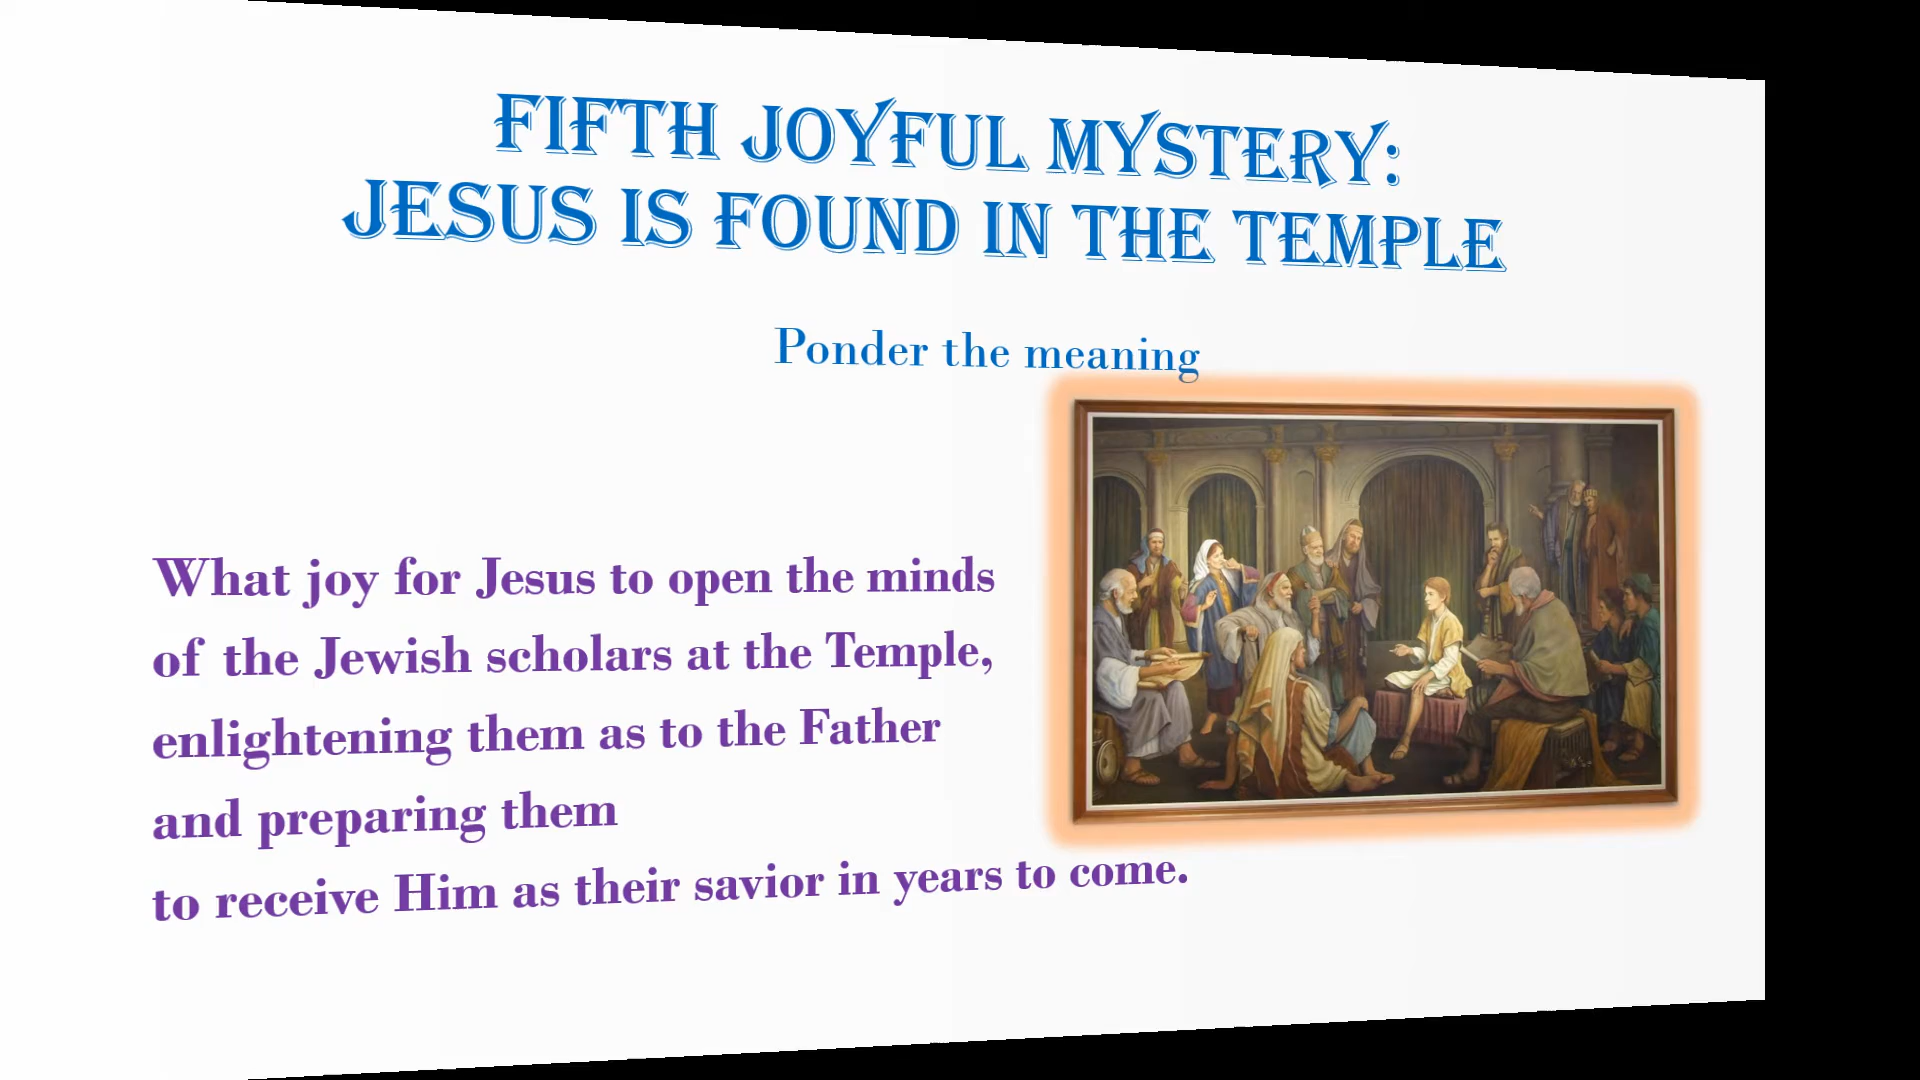 FIFTH JOYFUL MYSTERY:
JESUS IS FOUND IN THE TEMPLE
Ponder the meaning
What joy for Jesus to open the minds
of the Jewish scholars at the Temple,
enlightening them as to the Father
and preparing them
to receive Him as their savior in years to come.